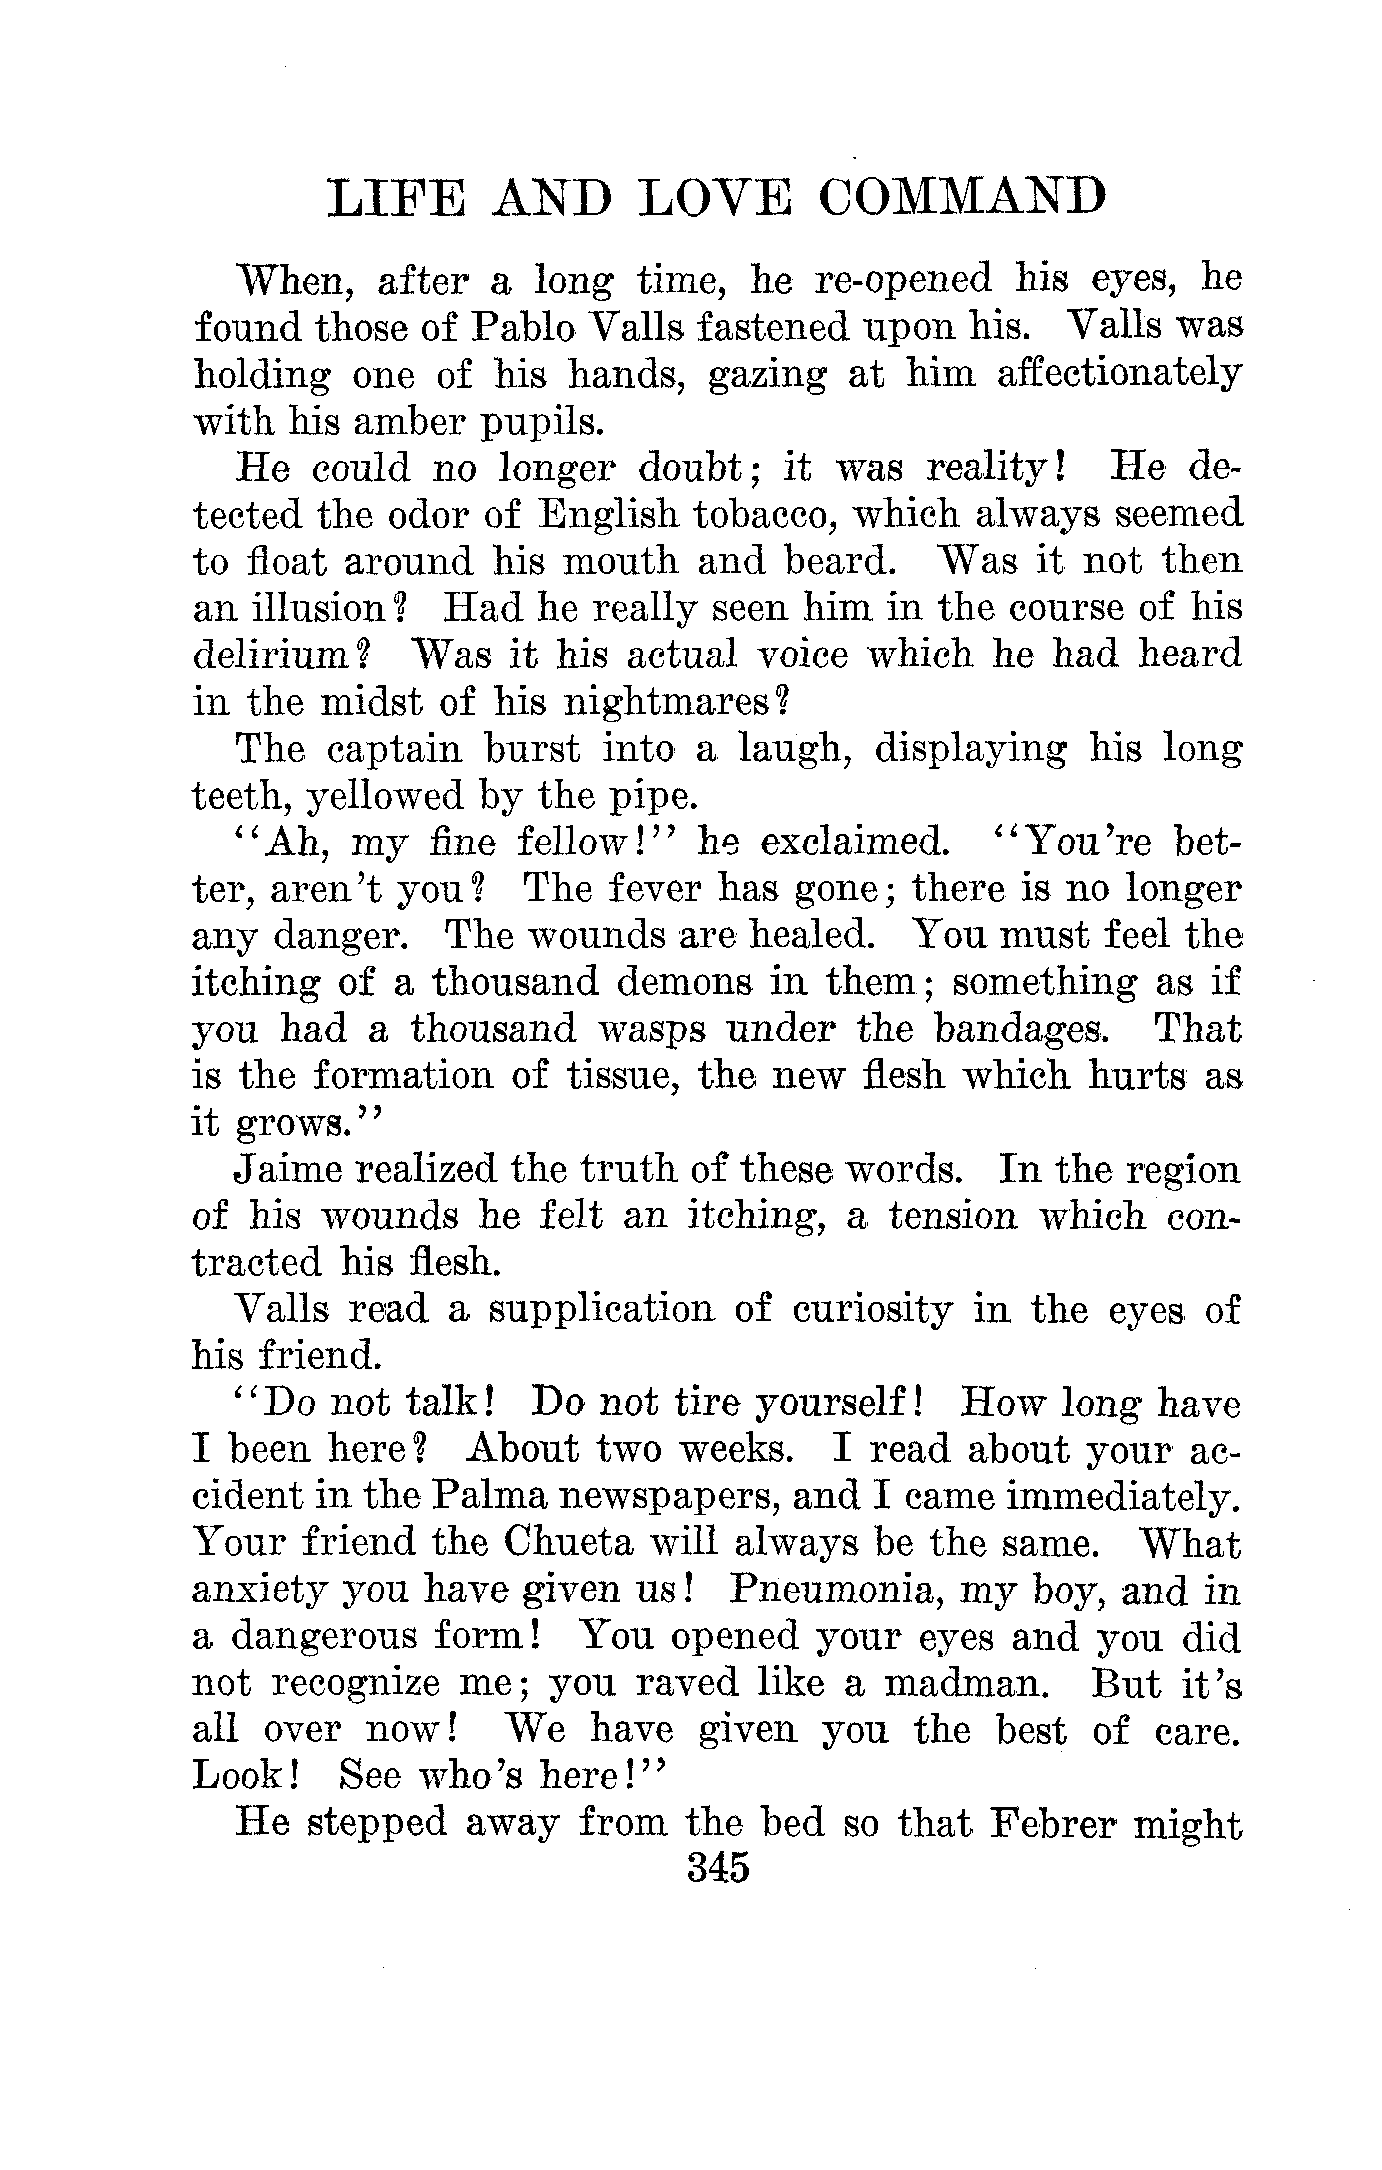 LIFE AND LOVE COMMAND
When, after a long time, he re-opened his eyes, he
found those of Pablo Valls fastened upon his. Valls was
holding one of his hands, gazing at him affectionately
with his amber pupils.
He could no longer doubt; it was reality! He de-
tected the odor of English tobacco, which always seemed
to float around his mouth and beard. Was it not then
an illusion? Had he really seen him in the course of his
delirium? Was it his actual voice which he had heard
in the midst of his nightmares?
The captain burst into a laugh, displaying his long
teeth, yellowed by the pipe.
"Ah, my fine fellow!" he exclaimed. "You're bet-
ter, aren't you? The fever has gone; there is no longer
any danger. The wounds are healed. You must feel the
itching of a thousand demons in them; something as if
you had a thousand wasps under the bandages. That
is the formation of tissue, the new flesh which hurts as
it grows."
Jaime realized the truth of these words. In the region
of his wounds he felt an itching, a tension which con-
tracted his flesh.
Valls read a supplication of curiosity in the eyes of
his friend.
"Do not talk! Do not tire yourself! How long have
I been here? About two weeks. I read about your ac-
cident in the Palma newspapers, and I came immediately.
Your friend the Chueta will always be the same. What
anxiety you have given us! Pneumonia, my boy, and in
a dangerous form! You opened your eyes and you did
not recognize me; you raved like a madman. But it's
all over now! We have given you the best of care.
Look! See who's here!"
He stepped away from the bed so that Febrer might
345